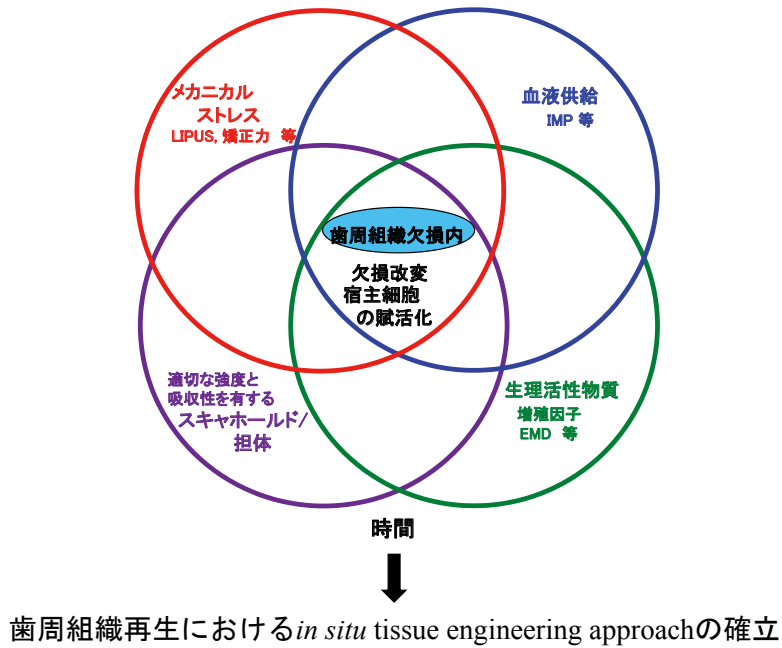 メカニカル
ストレス
LIPUS, 矯正力 等
血液供給
IMP 等
歯周組織欠損内
欠損改変
宿主細胞
の賦活化
適切な強度と
吸収性を有する
スキャホールド/
担体
生理活性物質
増殖因子
EMD 等
時間
歯周組織再生におけるin situ tissue engineering approachの確立